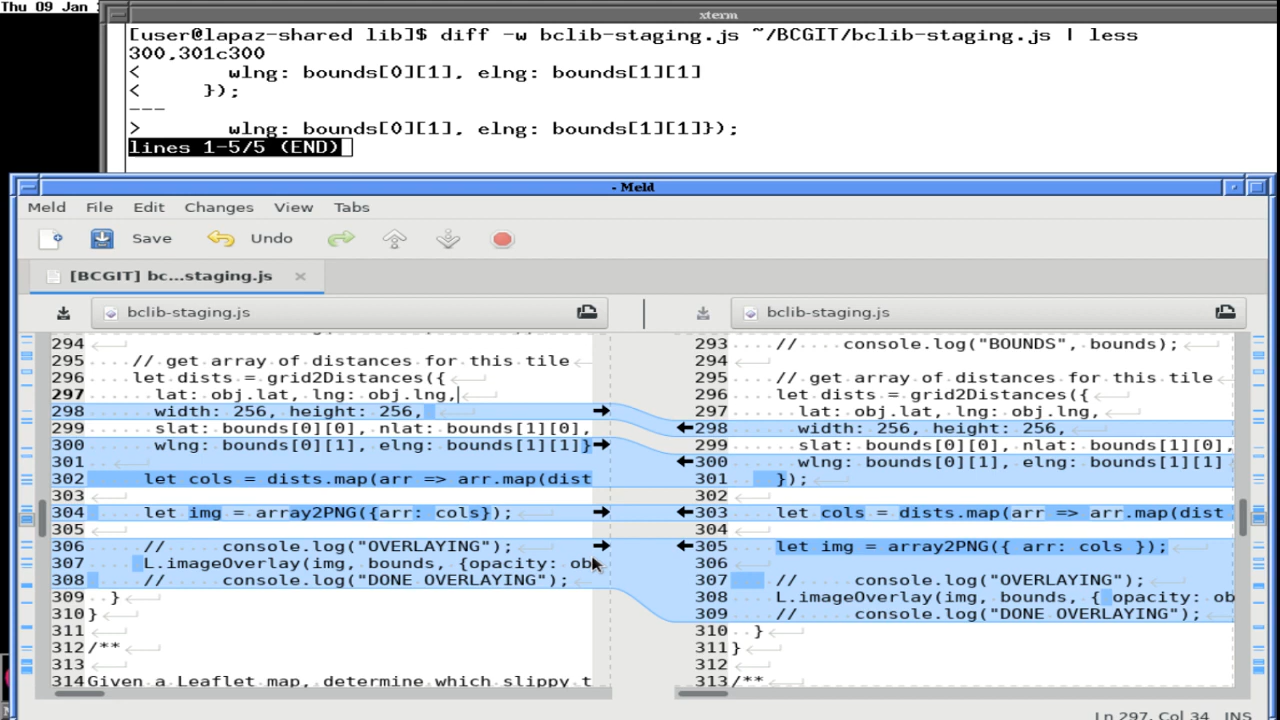 Thu 09 Jan
xterm
[user@lapaz-shared lib]$ diff -w bclib-staging.js ~/BCGIT/bclib-staging.js | less
300,301c300
<        wlng: bounds[0][1], elng: bounds[1][1]
<      });
---
>        wlng: bounds[0][1], elng: bounds[1][1]});
lines 1-5/5 (END)
- Meld
Meld File Edit Changes View Tabs
Save Undo
[BCGIT] bc...staging.js ×
bclib-staging.js
294
295    // get array of distances for this tile
296    let dists = grid2Distances({
297      lat: obj.lat, lng: obj.lng,
298      width: 256, height: 256,
299      slat: bounds[0][0], nlat: bounds[1][0],
300      wlng: bounds[0][1], elng: bounds[1][1]}
301
302     let cols = dists.map(arr => arr.map(dist
303
304     let img = array2PNG({arr: cols});
305
306     //     console.log("OVERLAYING");
307     L.imageOverlay(img, bounds, {opacity: ob
308     //     console.log("DONE OVERLAYING");
309  }
310}
311
312/**
313
314Given a Leaflet map, determine which slippy t
bclib-staging.js
293    //    console.log("BOUNDS", bounds);
294
295    // get array of distances for this tile
296    let dists = grid2Distances({
297      lat: obj.lat, lng: obj.lng,
298      width: 256, height: 256,
299      slat: bounds[0][0], nlat: bounds[1][0],
300      wlng: bounds[0][1], elng: bounds[1][1]
301    });
302
303    let cols = dists.map(arr => arr.map(dist
304
305    let img = array2PNG({ arr: cols });
306
307    //     console.log("OVERLAYING");
308    L.imageOverlay(img, bounds, { opacity: ob
309    //     console.log("DONE OVERLAYING");
310  }
311}
312
313/**
Ln 297, Col 34 INS